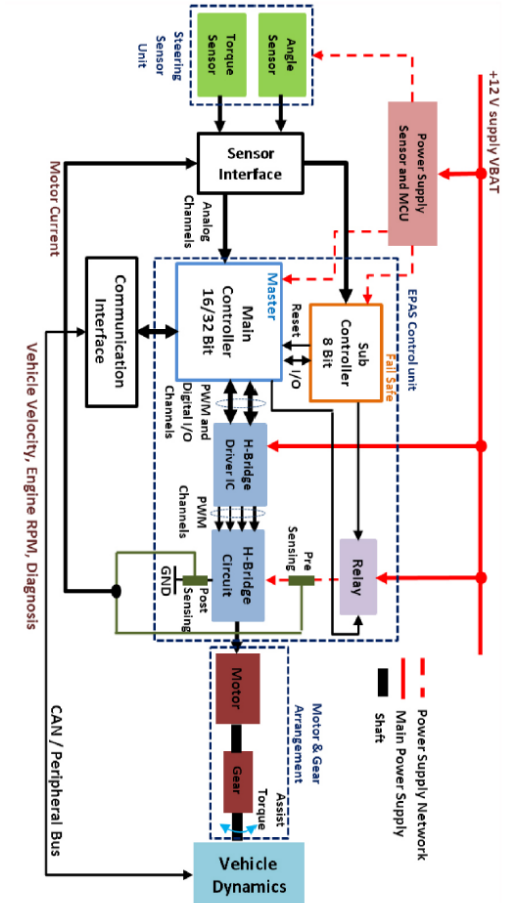 +12 V supply VBAT
Power Supply
Sensor and MCU
Angle
Sensor
Torque
Sensor
Steering
Sensor
Unit
Sensor
Interface
Analog
Channels
Motor Current
EPAS Control unit
Fail Safe
Sub
Controller
8 Bit
Reset
I/O
Master
Main
Controller
16/32 Bit
Communication
Interface
PWM and
Digital I/O
Channels
H-Bridge
Driver IC
PWM
Channels
Relay
Pre
Sensing
H-Bridge
Circuit
Post
Sensing
GND
Power Supply Network
Main Power Supply
Shaft
Motor & Gear
Arrangement
Motor
Gear
Assist
Torque
Vehicle
Dynamics
Vehicle Velocity, Engine RPM, Diagnosis
CAN / Peripheral Bus